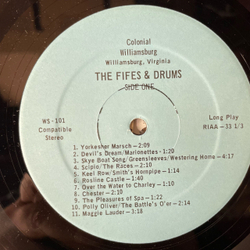 Colonial
Williamsburg
Williamsburg, Virginia
THE FIFES & DRUMS
SIDE ONE
WS-101
Compatible
Stereo
Long Play
RIAA - 33 1/3
1. Yorkesher Marsch — 2:09
2. Devil's Dream/Marionettes — 1:20
3. Skye Boat Song/Greensleeves/Westering Home — 4:57
4. Scipio/The Races — 2:30
5. Keel Row/Smith's Hornpipe — 1:41
6. Rosline Castle — 1:40
7. Over the Water to Charley — 1:10
8. Chester — 2:10
9. The Pleasures of Spa — 1:22
10. Polly Oliver/The Battle's O'er — 2:14
11. Maggie Lauder — 3:18